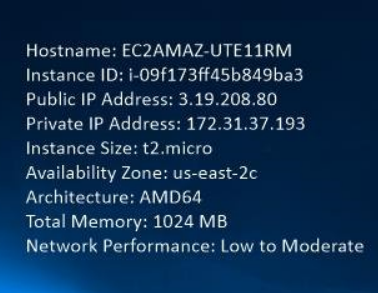 Hostname: EC2AMAZ-UTE11RM
Instance ID: i-09f173ff45b849ba3
Public IP Address: 3.19.208.80
Private IP Address: 172.31.37.193
Instance Size: t2.micro
Availability Zone: us-east-2c
Architecture: AMD64
Total Memory: 1024 MB
Network Performance: Low to Moderate